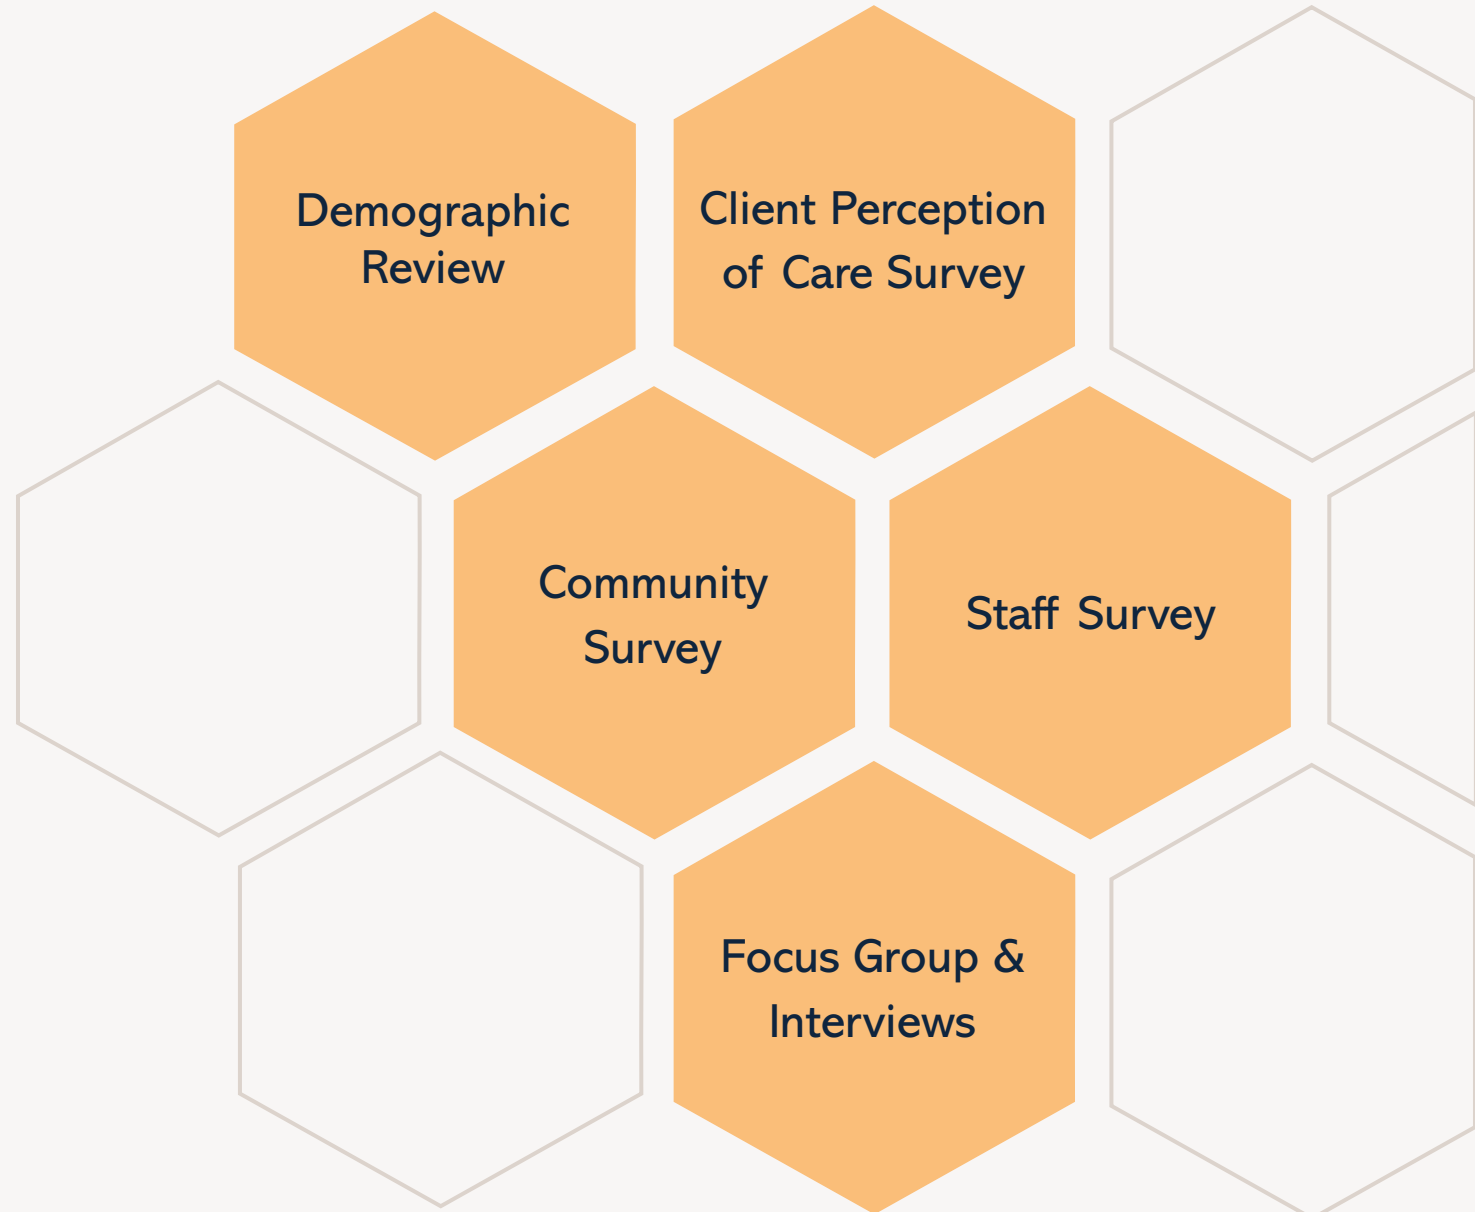 Demographic
Review
Client Perception
of Care Survey
Community
Survey
Staff Survey
Focus Group &
Interviews